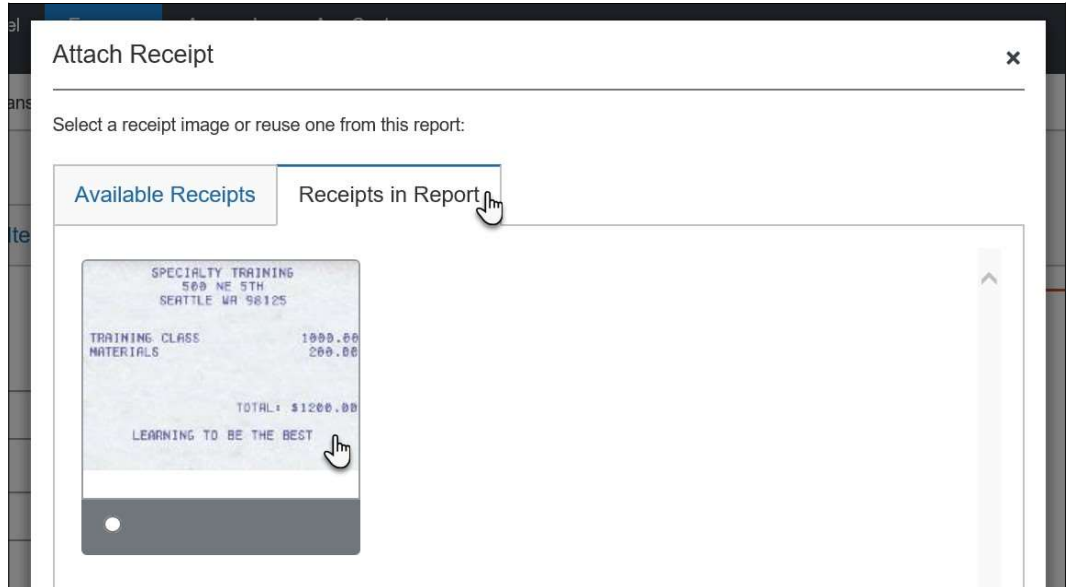 Attach Receipt
Select a receipt image or reuse one from this report:
Available Receipts
Receipts in Report
SPECIALTY TRAINING
500 NE 5TH
SEATTLE WA 98125
TRAINING CLASS 1000.00
MATERIALS 200.00
TOTAL: $1200.00
LEARNING TO BE THE BEST